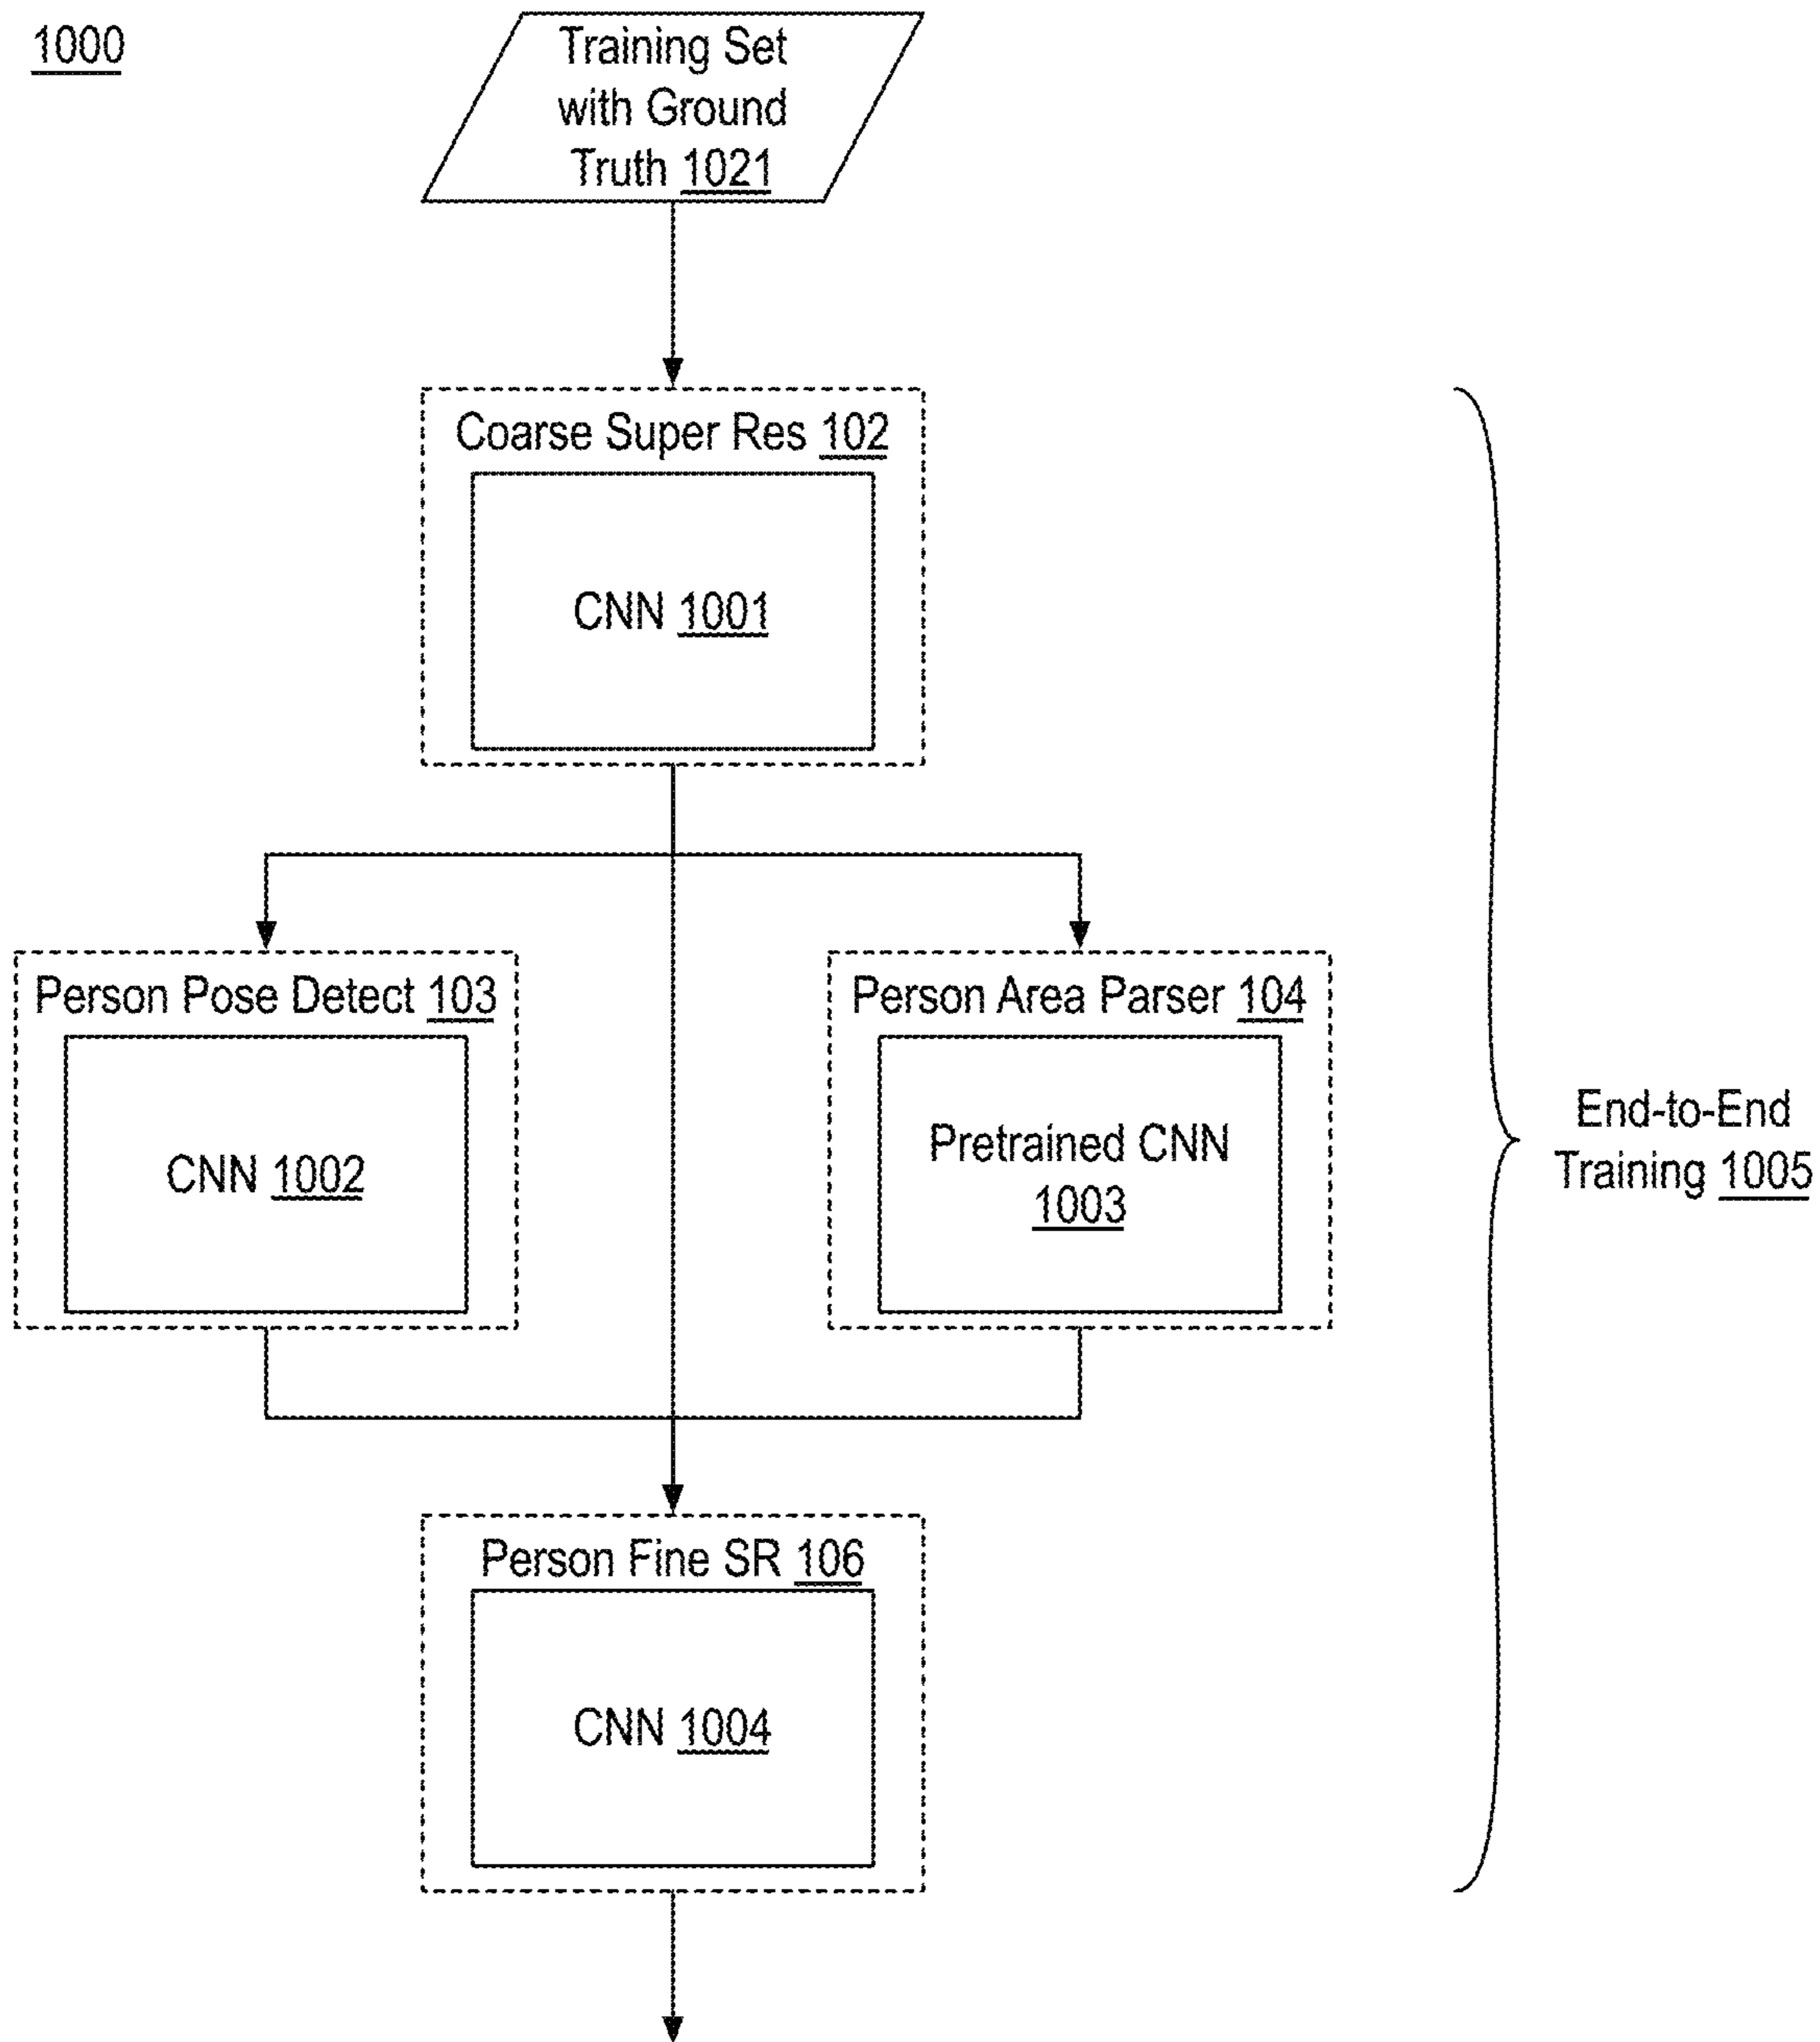 1000
Training Set
with Ground
Truth 1021
Coarse Super Res 102
CNN 1001
Person Pose Detect 103
CNN 1002
Person Area Parser 104
Pretrained CNN
1003
End-to-End
Training 1005
Person Fine SR 106
CNN 1004